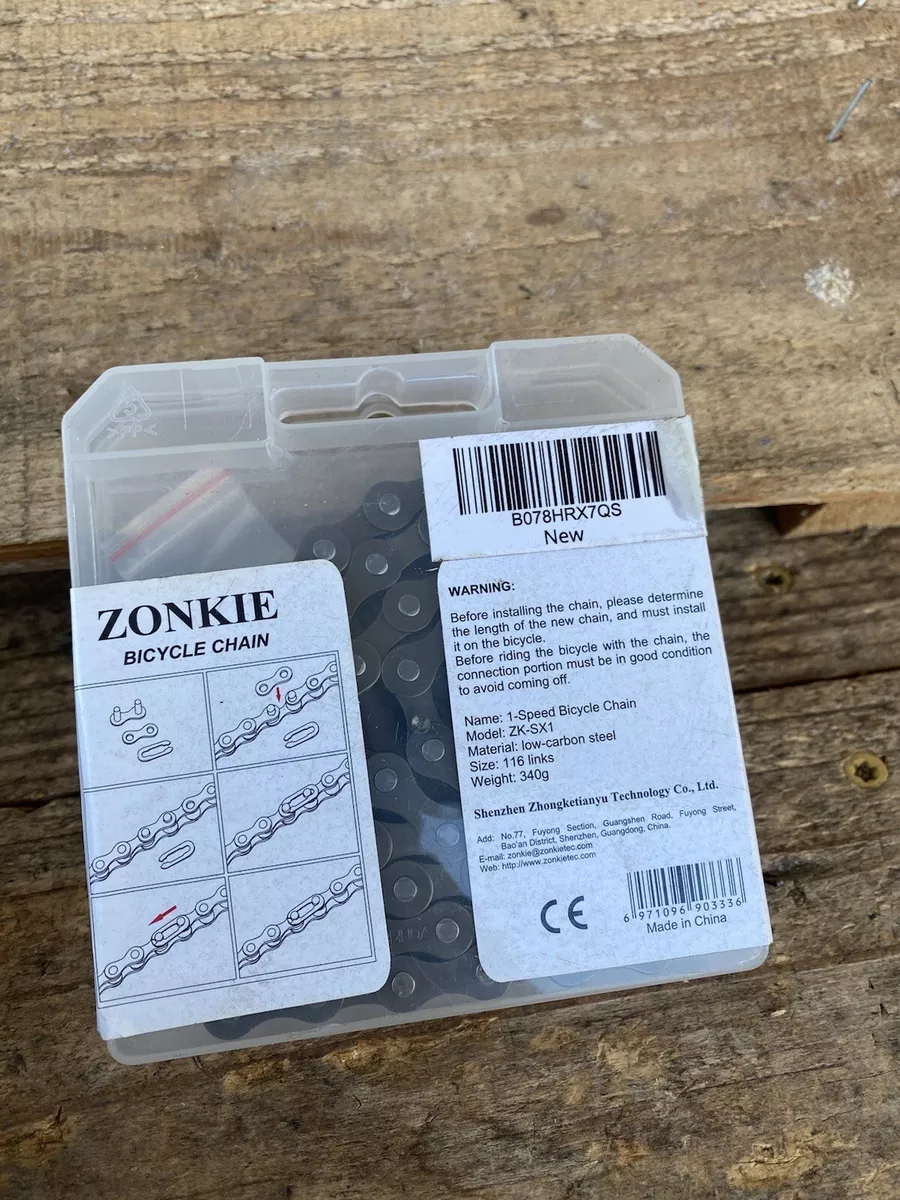 >PP<
B078HRX7QS
New
ZONKIE
BICYCLE CHAIN
WARNING:
Before installing the chain, please determine
the length of the new chain, and must install
it on the bicycle.
Before riding the bicycle with the chain, the
connection portion must be in good condition
to avoid coming off.
Name: 1-Speed Bicycle Chain
Model: ZK-SX1
Material: low-carbon steel
Size: 116 links
Weight: 340g
Shenzhen Zhongketianyu Technology Co., Ltd.
Add: No.77, Fuyong Section, Guangshen Road, Fuyong Street,
Bao'an District, Shenzhen, Guangdong, China.
E-mail: zonkie@zonkietec.com
Web: http://www.zonkietec.com
CE
6 971096 903336
Made in China